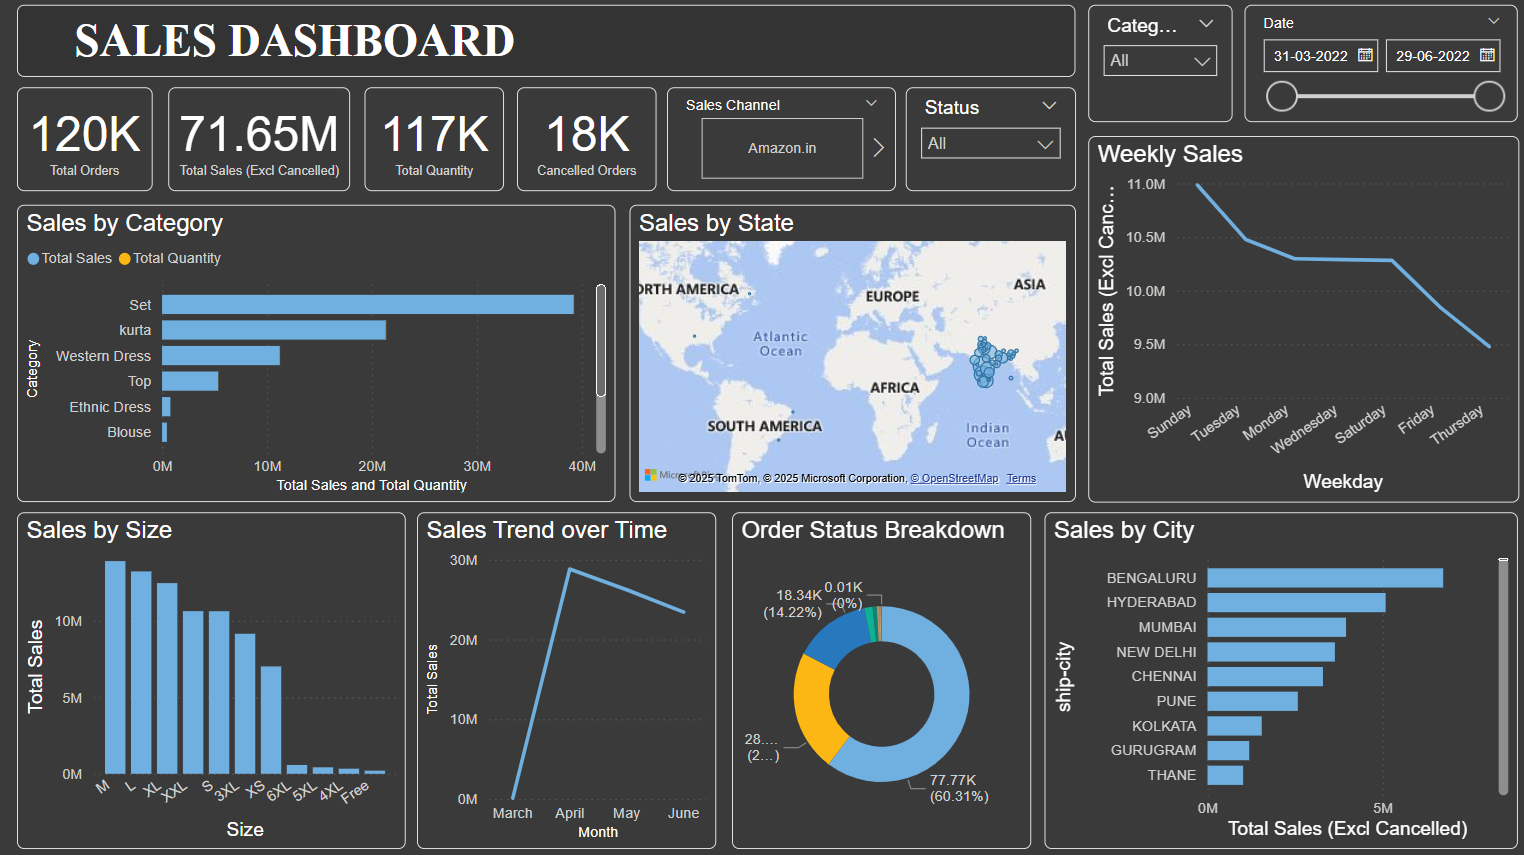 SALES DASHBOARD
Categ...
All
Date
31-03-2022
29-06-2022
120K
Total Orders
71.65M
Total Sales (Excl Cancelled)
117K
Total Quantity
18K
Cancelled Orders
Sales Channel
Amazon.in
Status
All
Sales by Category
Total Sales
Total Quantity
Category
Set
kurta
Western Dress
Top
Ethnic Dress
Blouse
0M
10M
20M
30M
40M
Total Sales and Total Quantity
Sales by State
ORTH AMERICA
EUROPE
ASIA
Atlantic
Ocean
AFRICA
SOUTH AMERICA
Indian
Ocean
A
© 2025 TomTom, © 2025 Microsoft Corporation, © OpenStreetMap Terms
Weekly Sales
Total Sales (Excl Canc...
11.0M
10.5M
10.0M
9.5M
9.0M
Sunday
Tuesday
Monday
Wednesday
Saturday
Friday
Thursday
Weekday
Sales by Size
Total Sales
10M
5M
0M
M
L
XL
XXL
S
3XL
XS
6XL
5XL
4XL
Free
Size
Sales Trend over Time
Total Sales
30M
20M
10M
0M
March
April
May
June
Month
Order Status Breakdown
0.01K
(0%)
18.34K
(14.22%)
28....
(2...)
77.77K
(60.31%)
Sales by City
ship-city
BENGALURU
HYDERABAD
MUMBAI
NEW DELHI
CHENNAI
PUNE
KOLKATA
GURUGRAM
THANE
0M
5M
Total Sales (Excl Cancelled)